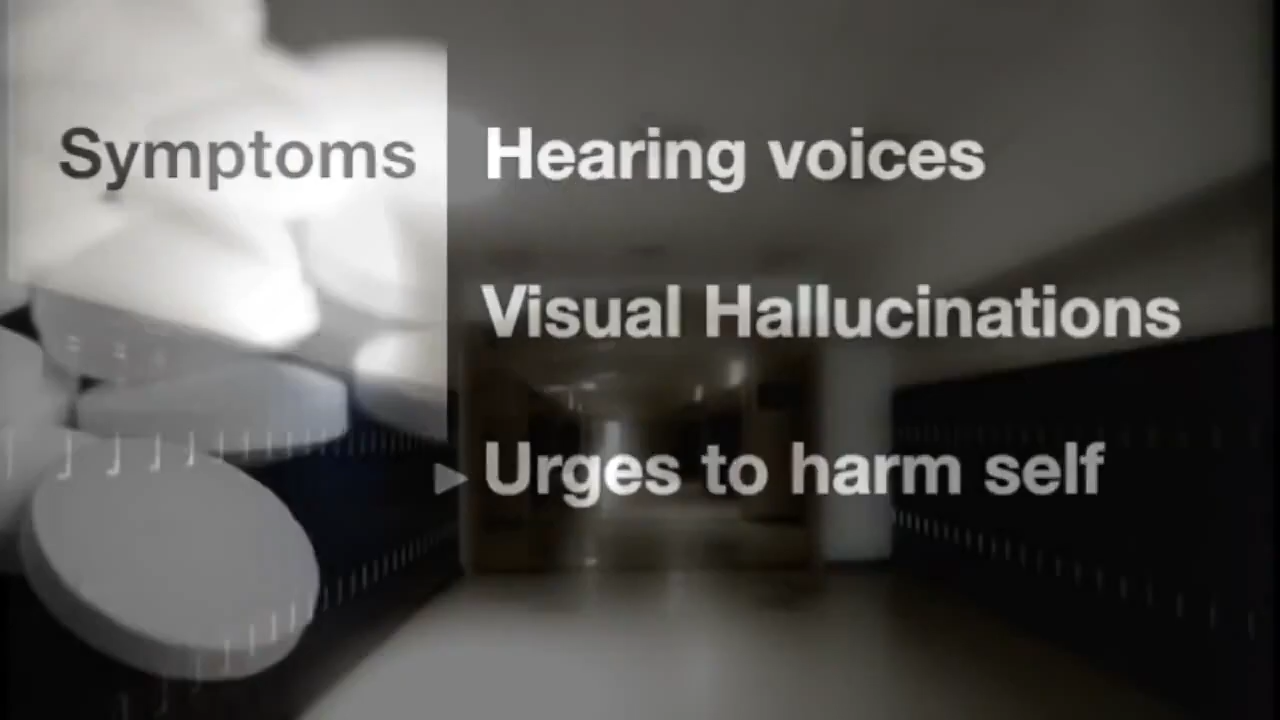 Symptoms
Hearing voices
Visual Hallucinations
Urges to harm self